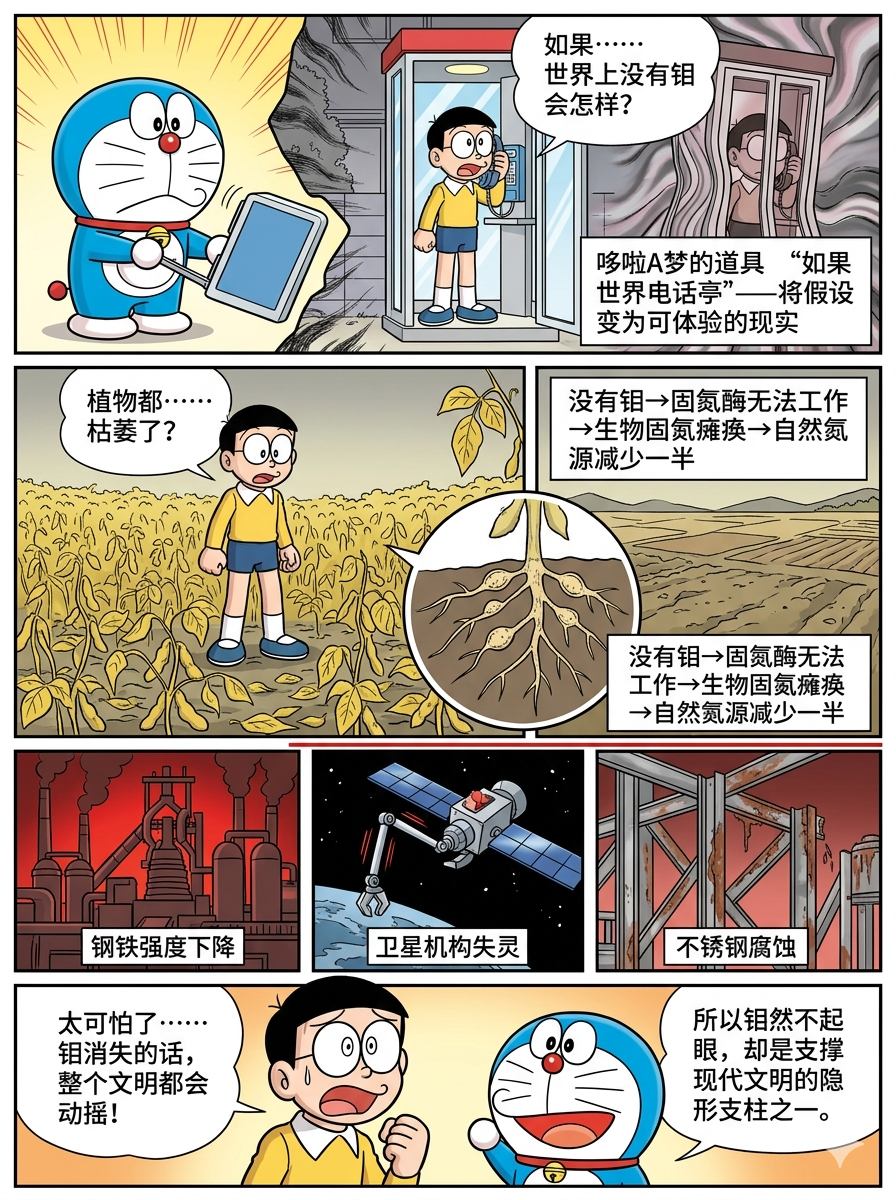 如果……
世界上没有钼
会怎样？
哆啦A梦的道具 “如果
世界电话亭”——将假设
变为可体验的现实
植物都……
枯萎了？
没有钼→固氮酶无法工作
→生物固氮瘫痪→自然氮
源减少一半
没有钼→固氮酶无法
工作→生物固氮瘫痪
→自然氮源减少一半
钢铁强度下降
卫星机构失灵
不锈钢腐蚀
太可怕了……
钼消失的话，
整个文明都会
动摇！
所以钼然不起
眼，却是支撑
现代文明的隐
形支柱之一。